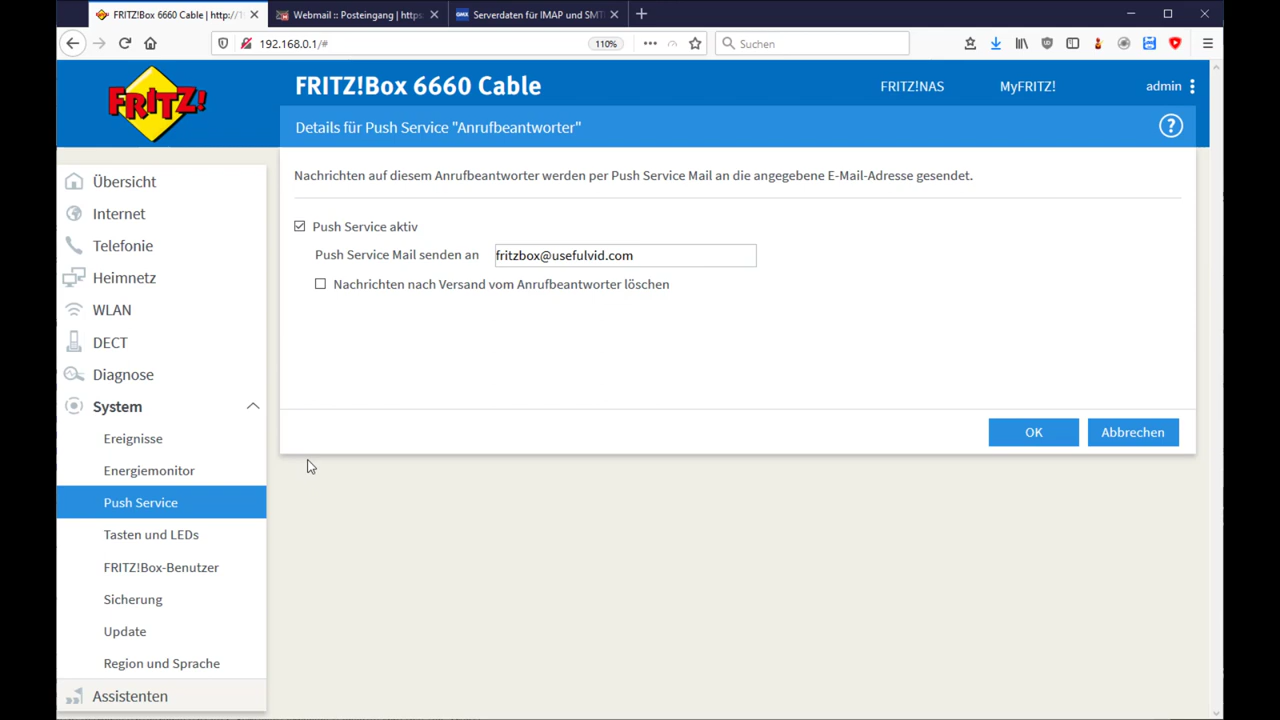 FRITZ!Box 6660 Cable | http://1
Webmail :: Posteingang | https:
GMX
Serverdaten für IMAP und SMT
192.168.0.1/#
110%
Suchen
FRITZ!
FRITZ!Box 6660 Cable
FRITZ!NAS
MyFRITZ!
admin
Details für Push Service "Anrufbeantworter"
?
Übersicht
Internet
Telefonie
Heimnetz
WLAN
DECT
Diagnose
System
Ereignisse
Energiemonitor
Push Service
Tasten und LEDs
FRITZ!Box-Benutzer
Sicherung
Update
Region und Sprache
Assistenten
Nachrichten auf diesem Anrufbeantworter werden per Push Service Mail an die angegebene E-Mail-Adresse gesendet.
Push Service aktiv
Push Service Mail senden an
fritzbox@usefulvid.com
Nachrichten nach Versand vom Anrufbeantworter löschen
OK
Abbrechen